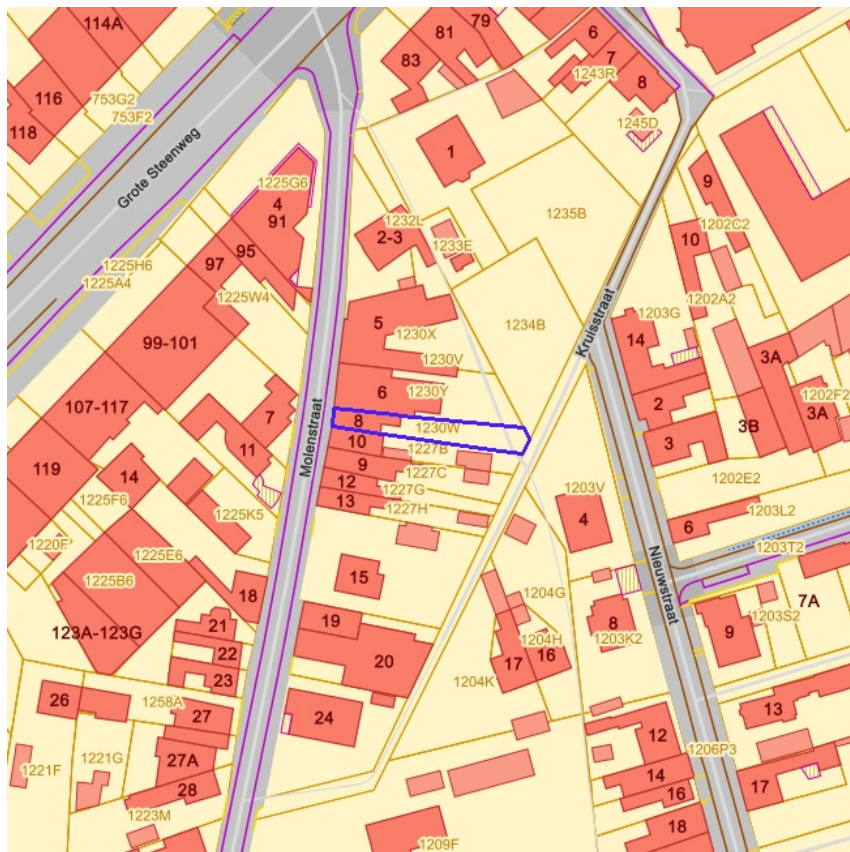 114A
81
79
6
83
1243R
7
8
116
753G2
753F2
118
1245D
1
Grote Steenweg
1225G6
4
91
9
1235B
1202C2
1232L
2-3
1233E
95
10
97
1225H6
1225A4
1225W4
1202A2
Kruisstraat
1203G
5
1230X
1234B
99-101
14
3A
1230V
6
1230Y
107-117
7
8
1230W
2
3A
1202F2
Molenstraat
10
1227B
3B
3
11
9
119
14
1227C
12
1227G
1202E2
1203V
13
1227H
1225F6
1225K5
4
6
1203L2
1225E6
1203T2
15
1225B6
Nieuwstraat
18
1204G
7A
19
21
8
1203S2
123A-123G
22
20
1204H
1203K2
9
17
16
23
1204K
26
1258A
27
24
13
12
1206P3
1221G
27A
1221F
14
17
28
16
1223M
18
1209F